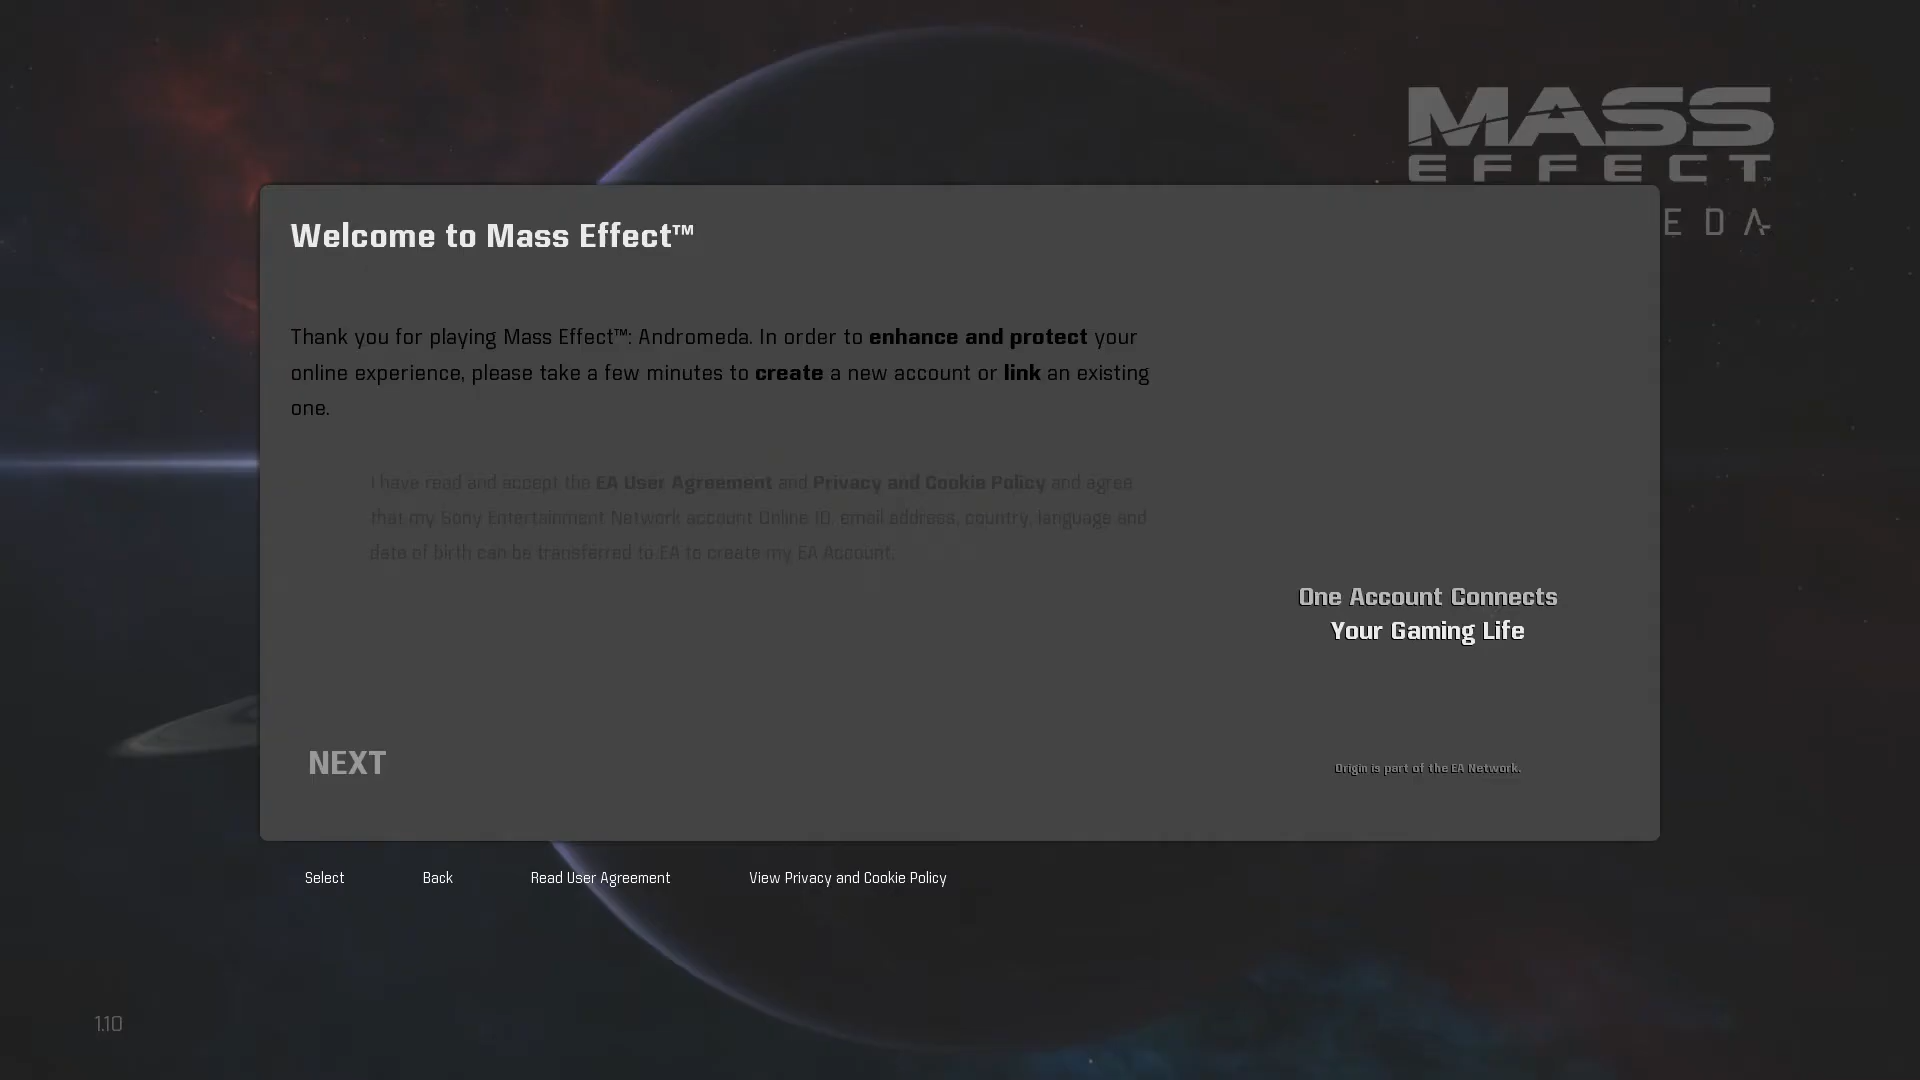 MASS
EFFECT™
EDA
Welcome to Mass Effect™
Thank you for playing Mass Effect™: Andromeda. In order to enhance and protect your
online experience, please take a few minutes to create a new account or link an existing
one.
I have read and accept the EA User Agreement and Privacy and Cookie Policy and agree
that my Sony Entertainment Network account Online ID, email address, country, language and
date of birth can be transferred to EA to create my EA Account.
One Account Connects
Your Gaming Life
NEXT
Origin is part of the EA Network.
Select Back Read User Agreement View Privacy and Cookie Policy
1.10